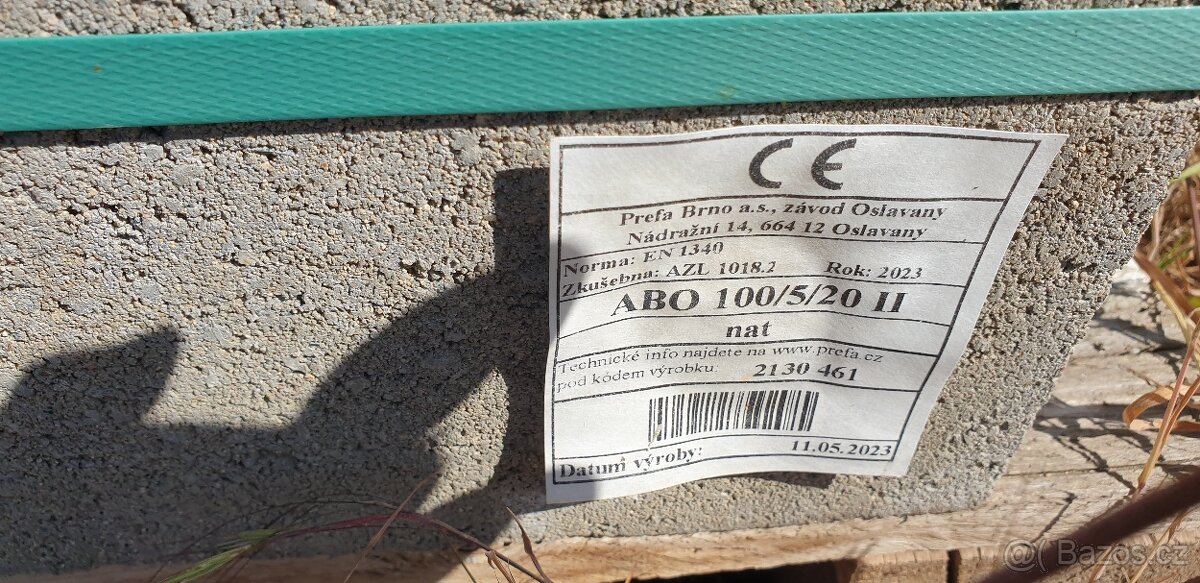 CE
Prefa Brno a.s., závod Oslavany
Nádražní 14, 664 12 Oslavany
Norma: EN 1340
Zkušebna: AZL 1018.2 Rok: 2023
ABO 100/5/20 II
nat
Technické info najdete na www.prefa.cz
pod kódem výrobku: 2130 461
Datum výroby: 11.05.2023
@Bazos.cz